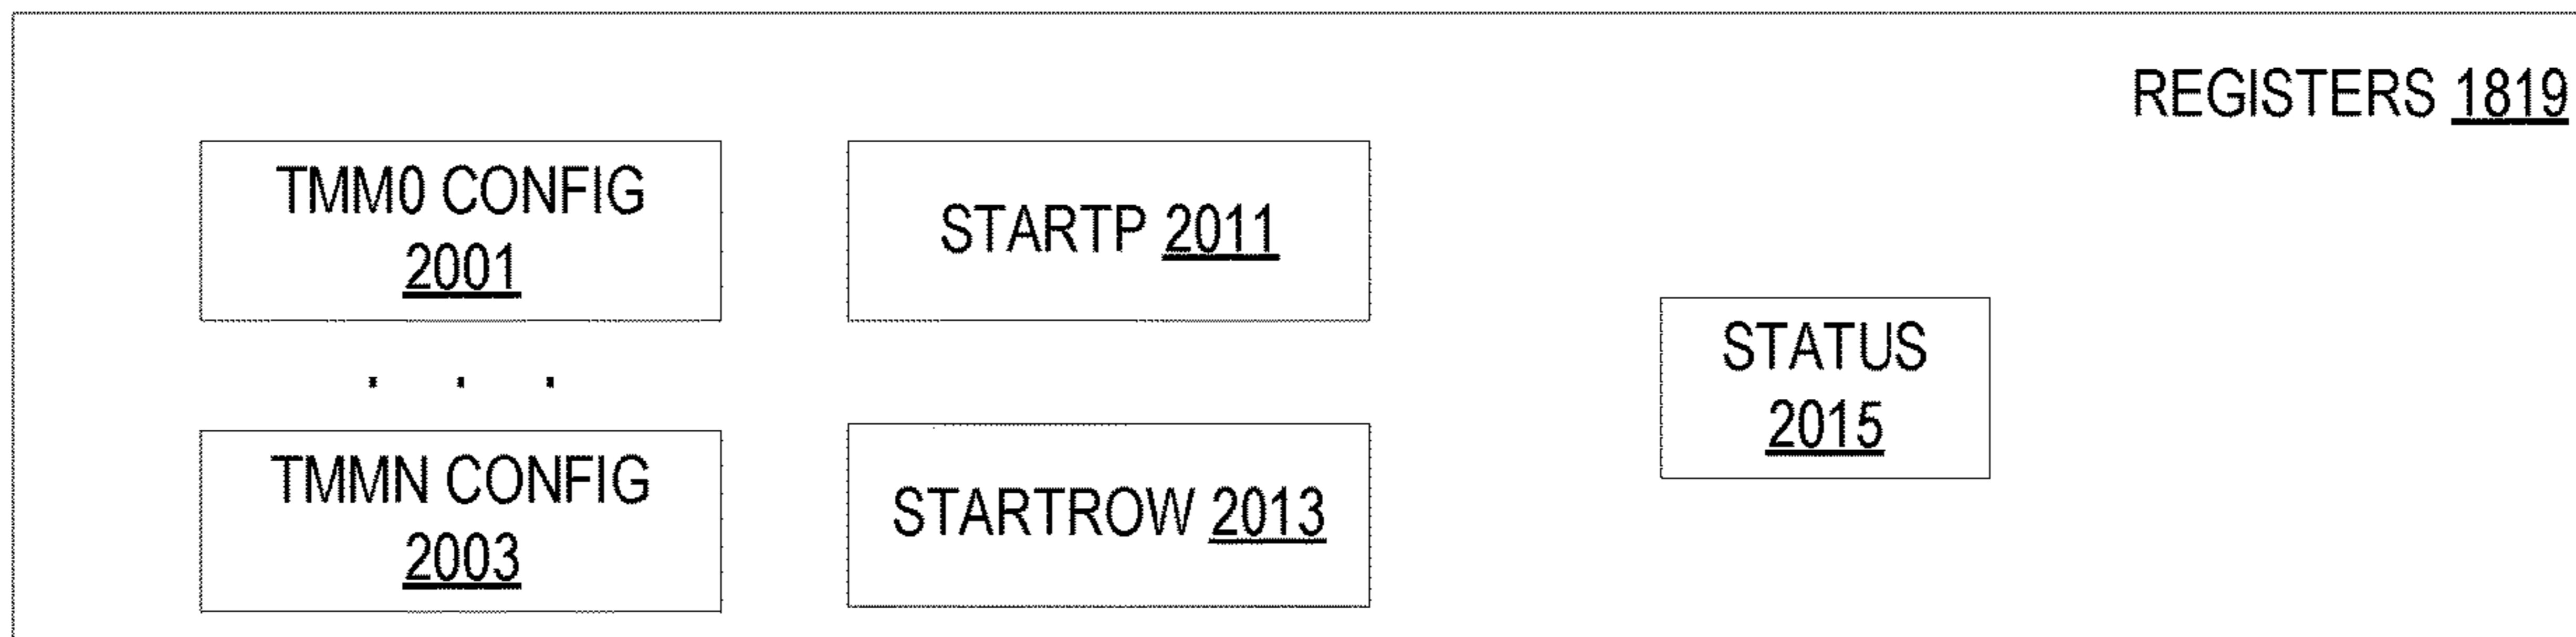 REGISTERS 1819
TMM0 CONFIG
2001
STARTP 2011
STATUS
2015
. . .
TMMN CONFIG
2003
STARTROW 2013